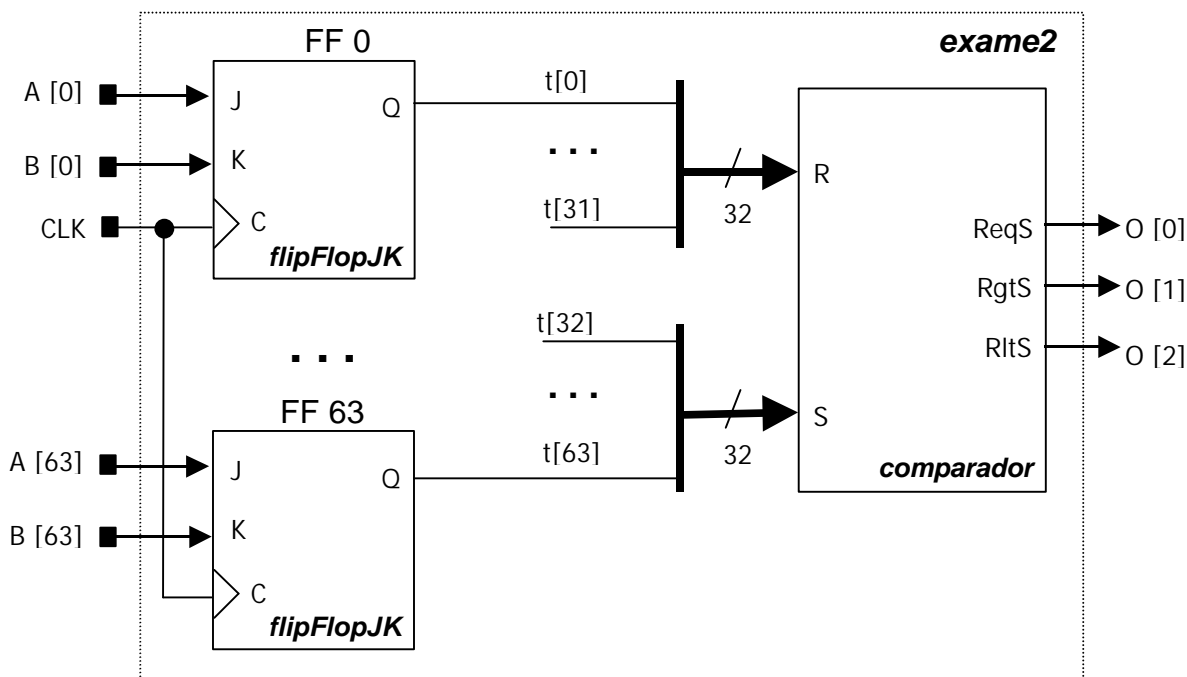 exame2
FF 0
A [0]
J
Q
t[0]
B [0]
K
. . .
R
CLK
C
t[31]
32
ReqS
O [0]
flipFlopJK
RgtS
O [1]
t[32]
RltS
O [2]
. . .
. . .
FF 63
S
A [63]
J
Q
t[63]
32
comparador
B [63]
K
C
flipFlopJK